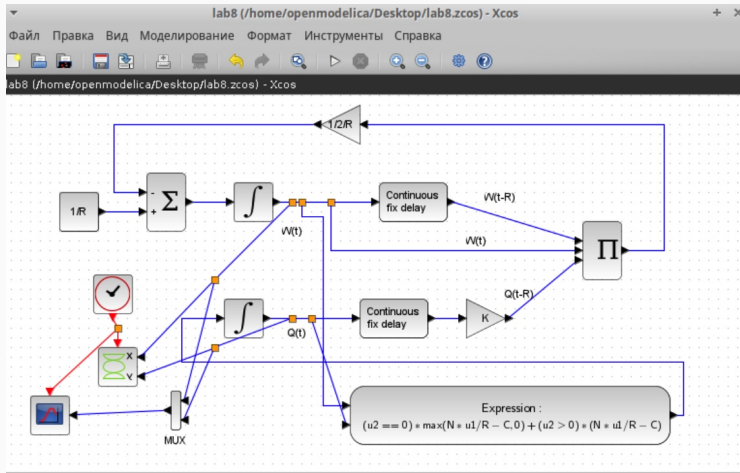 lab8 (/home/openmodelica/Desktop/lab8.zcos) - Xcos
Файл Правка Вид Моделирование Формат Инструменты Справка
lab8 (/home/openmodelica/Desktop/lab8.zcos) - Xcos
1/2/R
- Σ
+
1/R
∫
Continuous
fix delay
W(t-R)
W(t)
W(t)
Π
Q(t-R)
∫
Q(t)
Continuous
fix delay
K
X
Y
MUX
Expression :
(u2 == 0) * max(N * u1/R − C, 0) + (u2 > 0) * (N * u1/R − C)